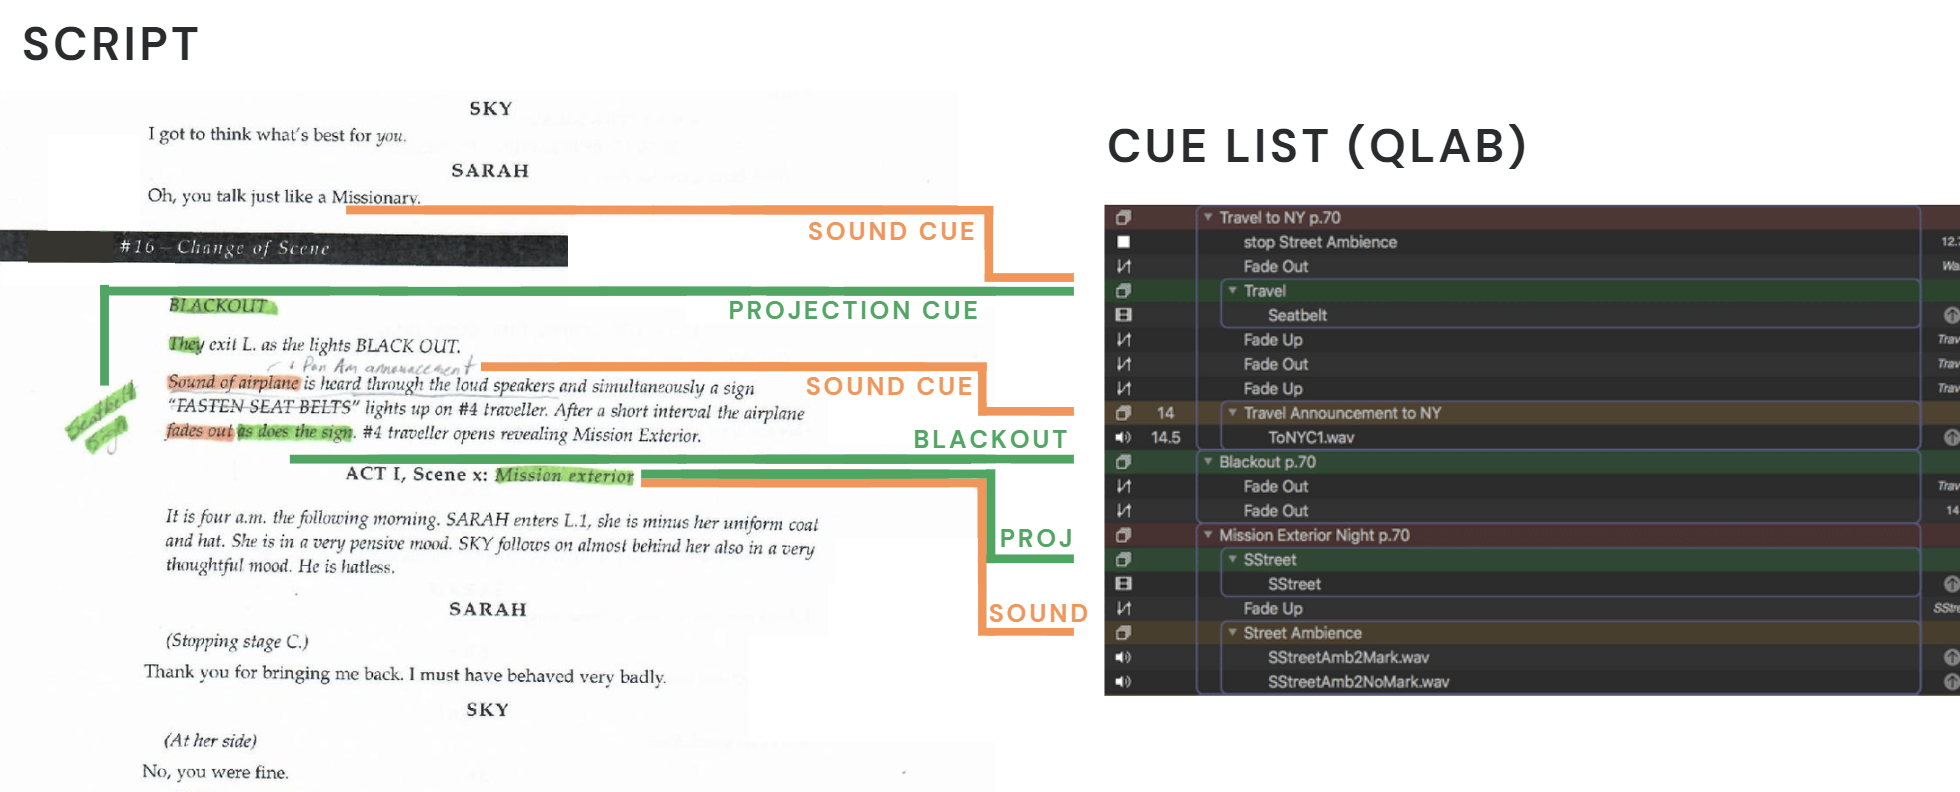 SCRIPT
SKY
I got to think what's best for you.
SARAH
Oh, you talk just like a Missionary.
SOUND CUE
#16 – Change of Scene
BLACKOUT
PROJECTION CUE
They exit L. as the lights BLACK OUT.
+ Pan Am announcement
Sound of airplane is heard through the loud speakers and simultaneously a sign
SOUND CUE
"FASTEN SEAT BELTS" lights up on #4 traveller. After a short interval the airplane
fades out as does the sign. #4 traveller opens revealing Mission Exterior.
Seatbelt
Sign
BLACKOUT
ACT I, Scene x: Mission exterior
It is four a.m. the following morning. SARAH enters L.1, she is minus her uniform coat
and hat. She is in a very pensive mood. SKY follows on almost behind her also in a very
thoughtful mood. He is hatless.
PROJ
SARAH
SOUND
(Stopping stage C.)
Thank you for bringing me back. I must have behaved very badly.
SKY
(At her side)
No, you were fine.
CUE LIST (QLAB)
Travel to NY p.70
stop Street Ambience 12.
Fade Out Wa
Travel
Seatbelt
Fade Up Trav
Fade Out Trav
Fade Up Trav
14 Travel Announcement to NY
14.5 ToNYC1.wav
Blackout p.70
Fade Out Trav
Fade Out 14
Mission Exterior Night p.70
SStreet
SStreet
Fade Up SStre
Street Ambience
SStreetAmb2Mark.wav
SStreetAmb2NoMark.wav